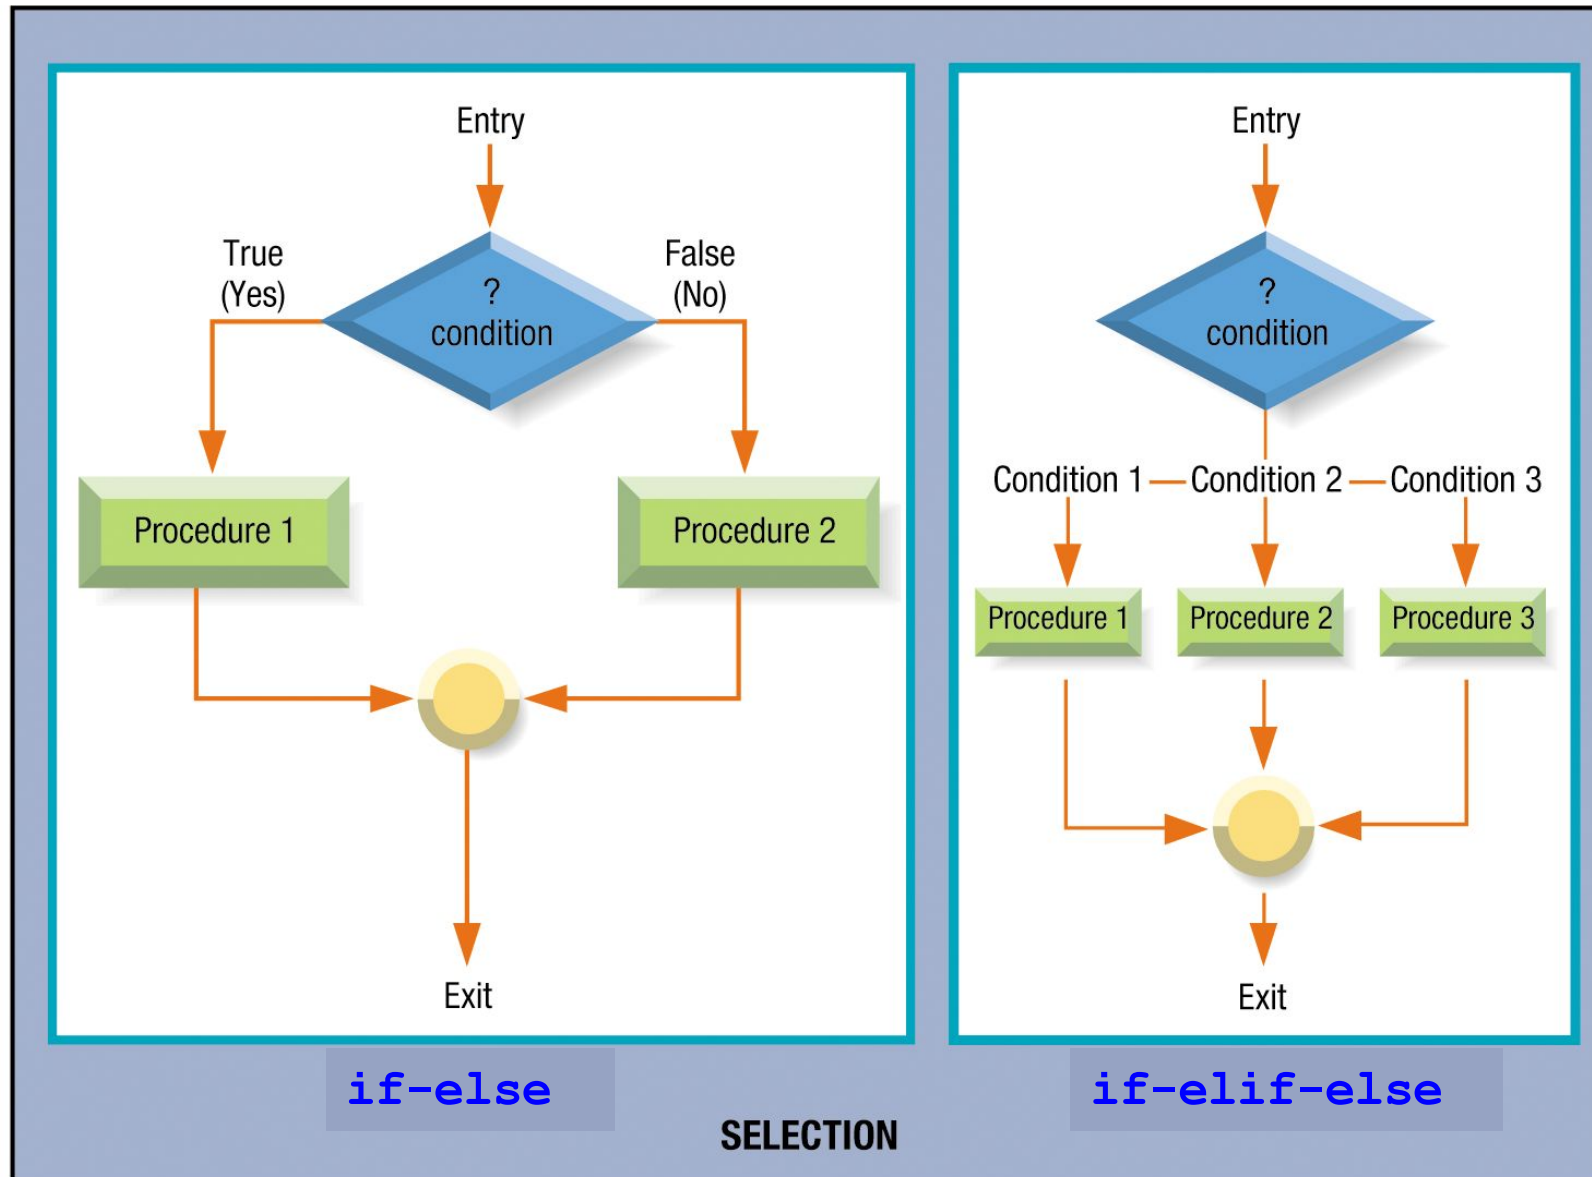 Entry
True
(Yes)
False
(No)
?
condition
Procedure 1
Procedure 2
Exit
if-else
Entry
?
condition
Condition 1
Condition 2
Condition 3
Procedure 1
Procedure 2
Procedure 3
Exit
if-elif-else
SELECTION